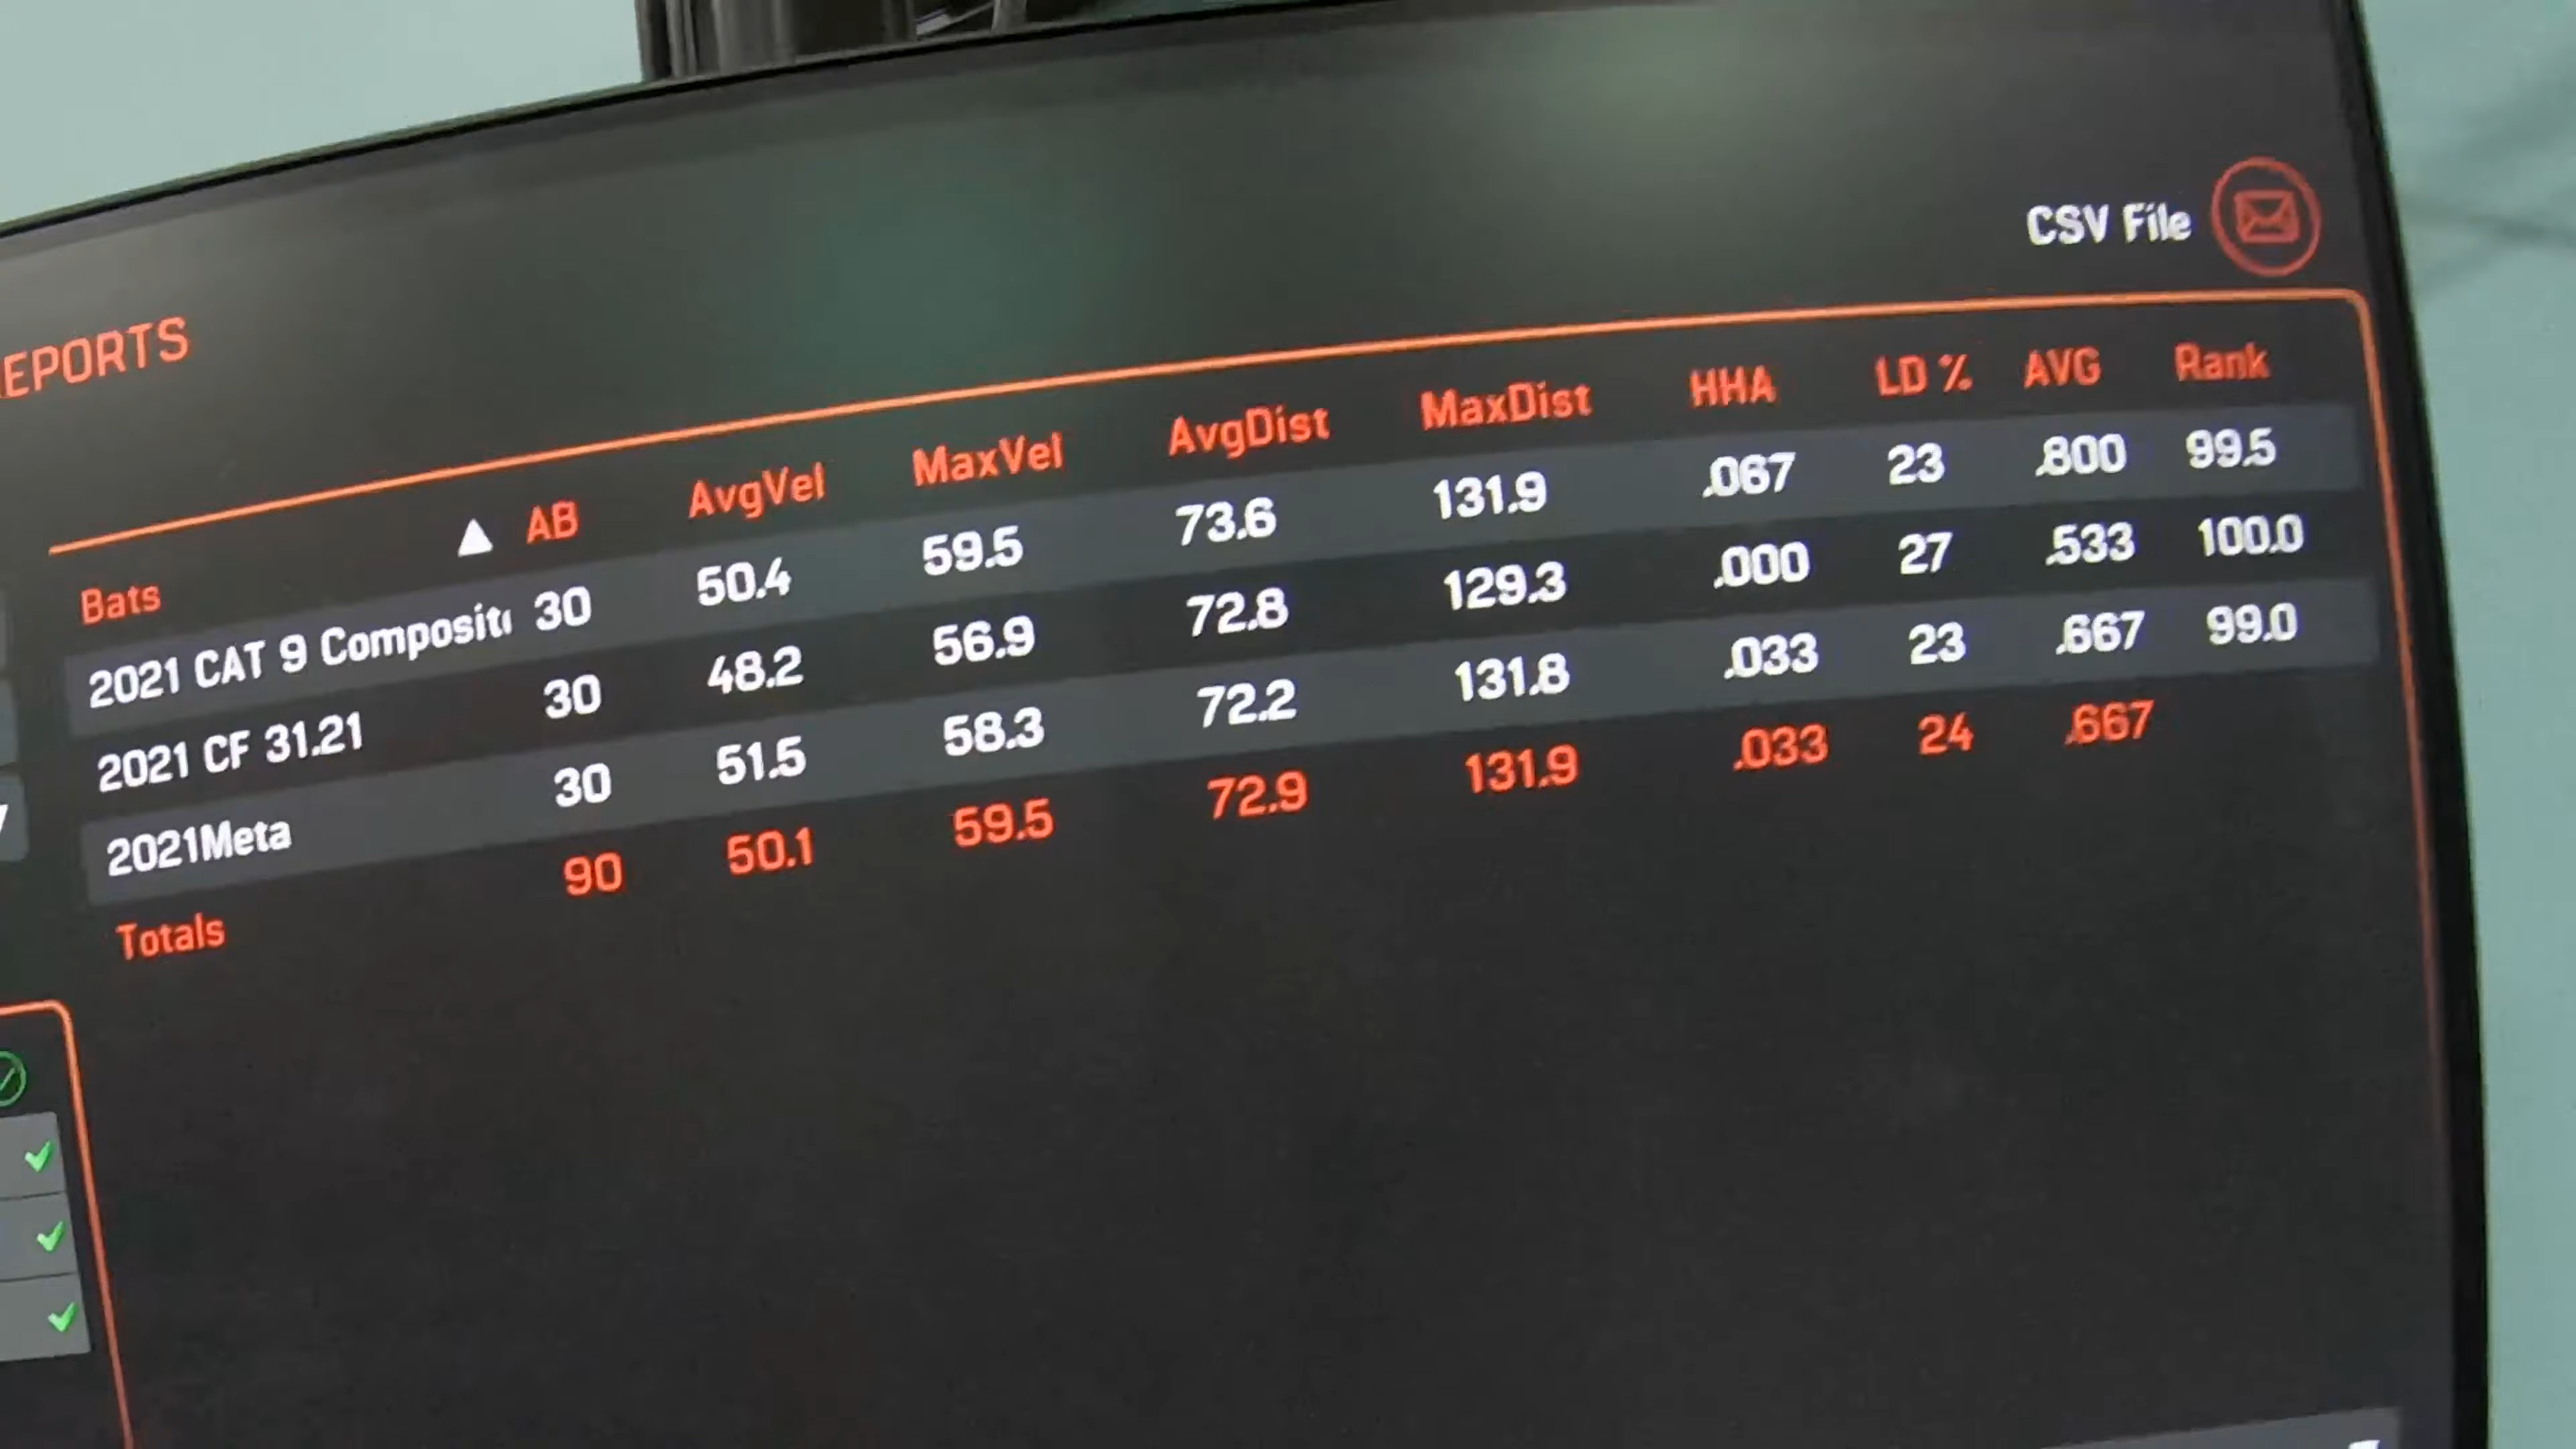 CSV File
EPORTS
Bats AB AvgVel MaxVel AvgDist MaxDist HHA LD % AVG Rank
2021 CAT 9 Composit 30 50.4 59.5 73.6 131.9 .067 23 .800 99.5
2021 CF 31.21 30 48.2 56.9 72.8 129.3 .000 27 .533 100.0
2021Meta 30 51.5 58.3 72.2 131.8 .033 23 .667 99.0
Totals 90 50.1 59.5 72.9 131.9 .033 24 .667